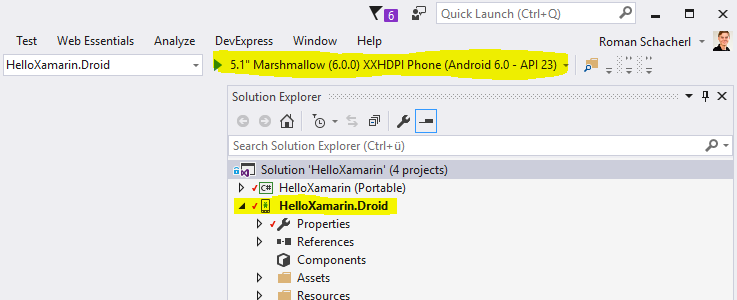 6 Quick Launch (Ctrl+Q)
Test Web Essentials Analyze DevExpress Window Help Roman Schacherl
HelloXamarin.Droid 5.1" Marshmallow (6.0.0) XXHDPI Phone (Android 6.0 - API 23)
Solution Explorer
Search Solution Explorer (Ctrl+ü)
Solution 'HelloXamarin' (4 projects)
C# HelloXamarin (Portable)
HelloXamarin.Droid
Properties
References
Components
Assets
Resources